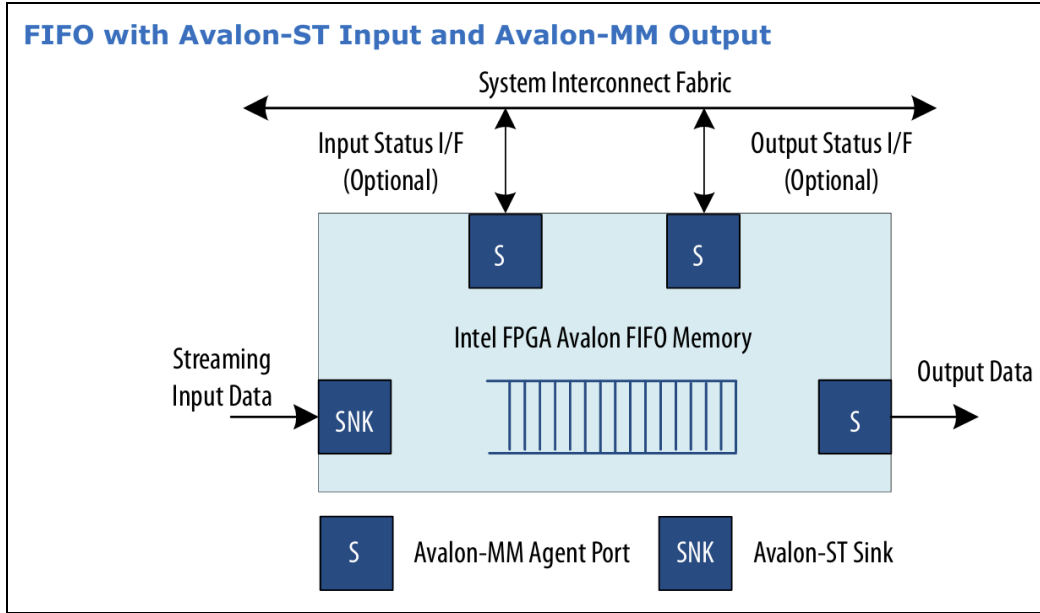 FIFO with Avalon-ST Input and Avalon-MM Output
System Interconnect Fabric
Input Status I/F
(Optional)
Output Status I/F
(Optional)
S
S
Intel FPGA Avalon FIFO Memory
Streaming
Input Data
SNK
S
Output Data
S
Avalon-MM Agent Port
SNK
Avalon-ST Sink